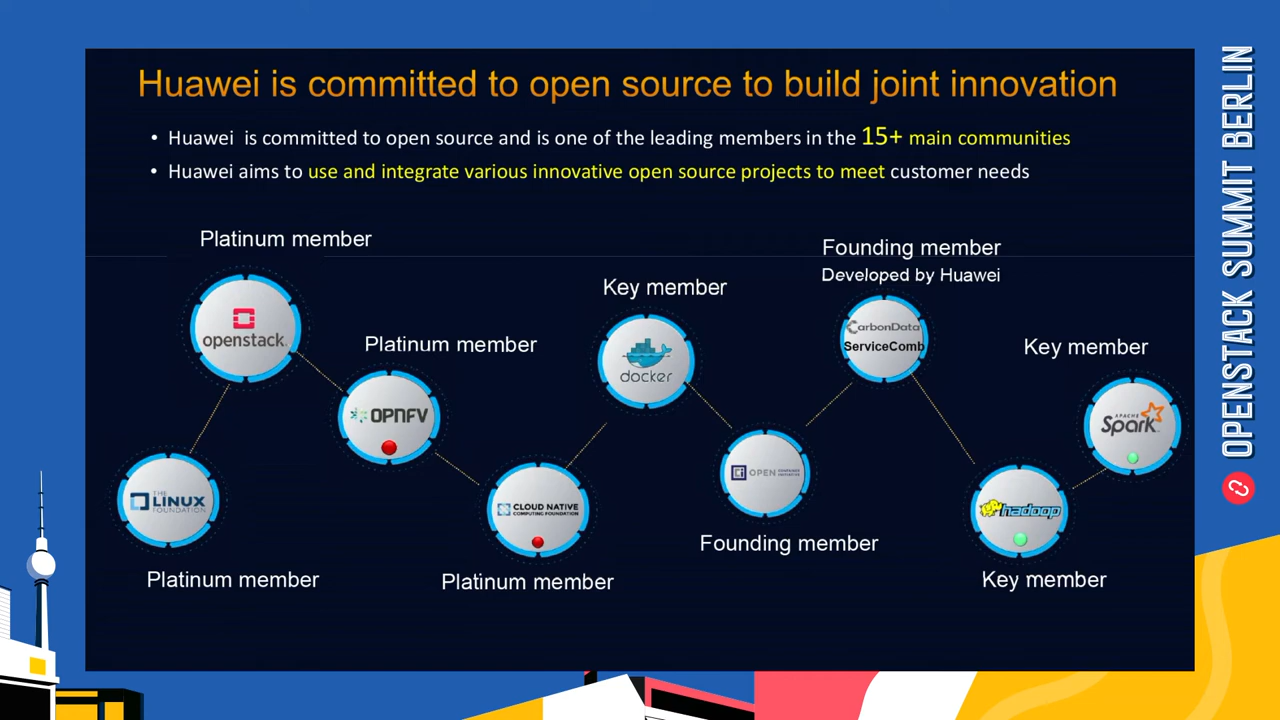 Huawei is committed to open source to build joint innovation
• Huawei is committed to open source and is one of the leading members in the 15+ main communities
• Huawei aims to use and integrate various innovative open source projects to meet customer needs
Platinum member
openstack.
Platinum member
OPNFV
THE
LINUX
FOUNDATION
Platinum member
CLOUD NATIVE
COMPUTING FOUNDATION
Platinum member
Key member
docker
OPEN CONTAINER
INITIATIVE
Founding member
Founding member
Developed by Huawei
CarbonData
ServiceComb
hadoop
Key member
Key member
APACHE
Spark
OPENSTACK SUMMIT BERLIN